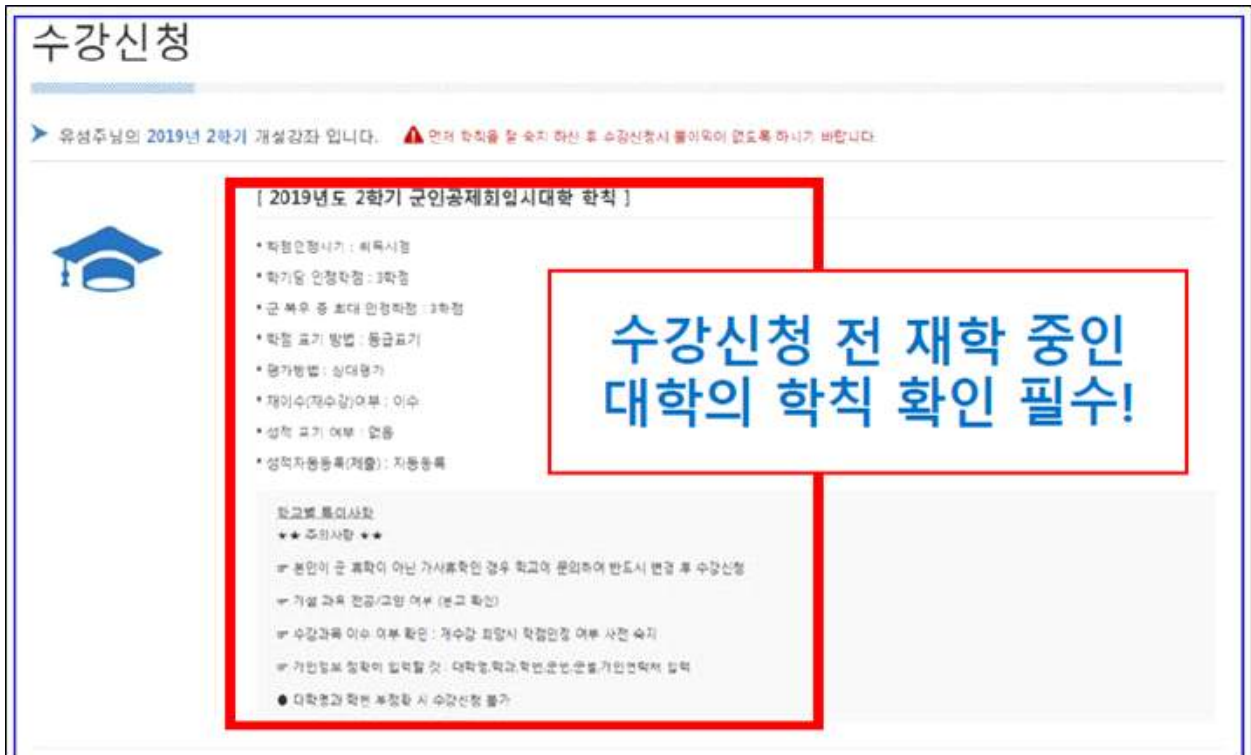 수강신청
유섬주님의 2019년 2학기 개설강좌 입니다. 먼저 학칙을 잘 숙지 하신 후 수강신청시 불이익이 없도록 하시기 바랍니다.
[ 2019년도 2학기 군인공제회임시대학 학칙 ]
• 학점인정시기 : 취득시점
• 학기당 인정학점 : 3학점
• 군 복무 중 최대 인정학점 : 3학점
• 학점 표기 방법 : 등급표기
• 평가방법 : 상대평가
• 재이수(재수강)여부 : 이수
• 성적 표기 여부 : 없음
• 성적자동등록(제출) : 자동등록
수강신청 전 재학 중인
대학의 학칙 확인 필수!
학교별 특이사항
★★ 주의사항 ★★
☞ 본인이 군 휴학이 아닌 가사휴학인 경우 학교에 문의하여 반드시 변경 후 수강신청
☞ 개설 과목 전공/교양 여부 (본교 확인)
☞ 수강과목 이수 여부 확인 : 재수강 희망시 학점인정 여부 사전 숙지
☞ 개인정보 정확히 입력할 것 : 대학명,학과,학번,군번,군별,개인연락처 입력
● 대학명과 학번 부정확 시 수강신청 불가